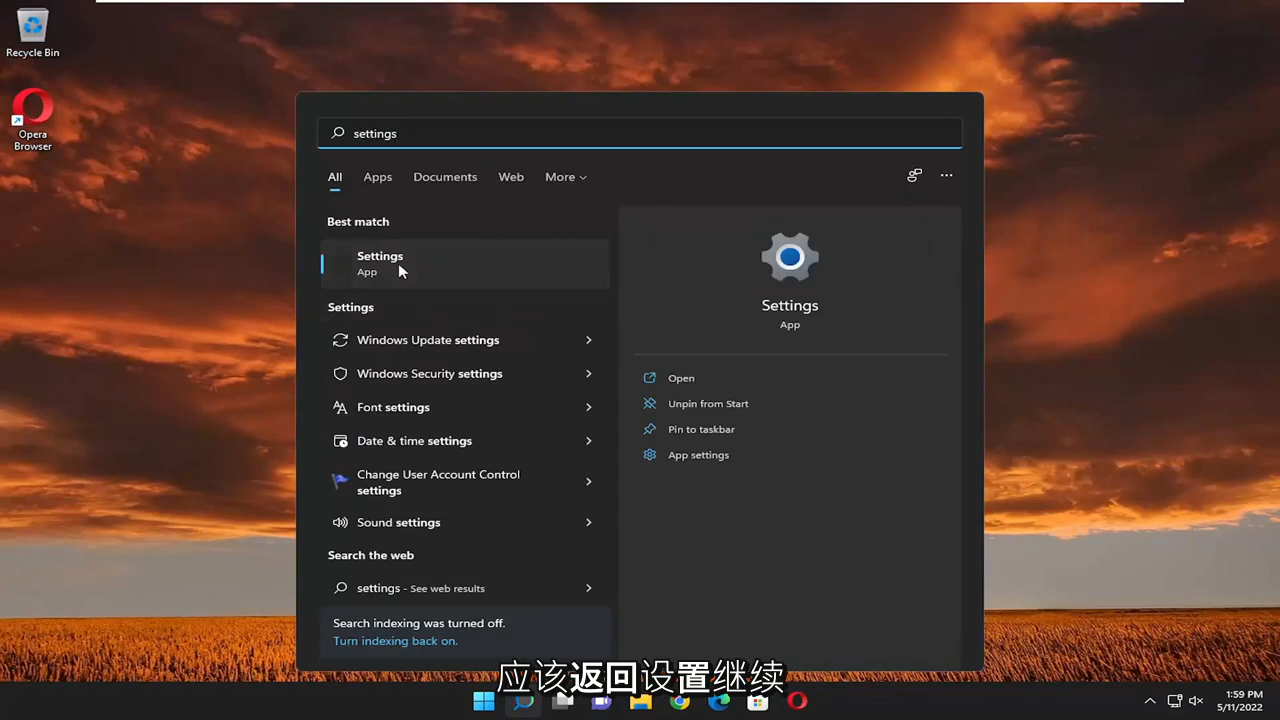 Recycle Bin
Opera
Browser
settings
All Apps Documents Web More
Best match
Settings
App
Settings
Windows Update settings
Windows Security settings
Font settings
Date & time settings
Change User Account Control
settings
Sound settings
Search the web
settings - See web results
Search indexing was turned off.
Turn indexing back on.
Settings
App
Open
Unpin from Start
Pin to taskbar
App settings
应该返回设置继续
1:59 PM
5/11/2022